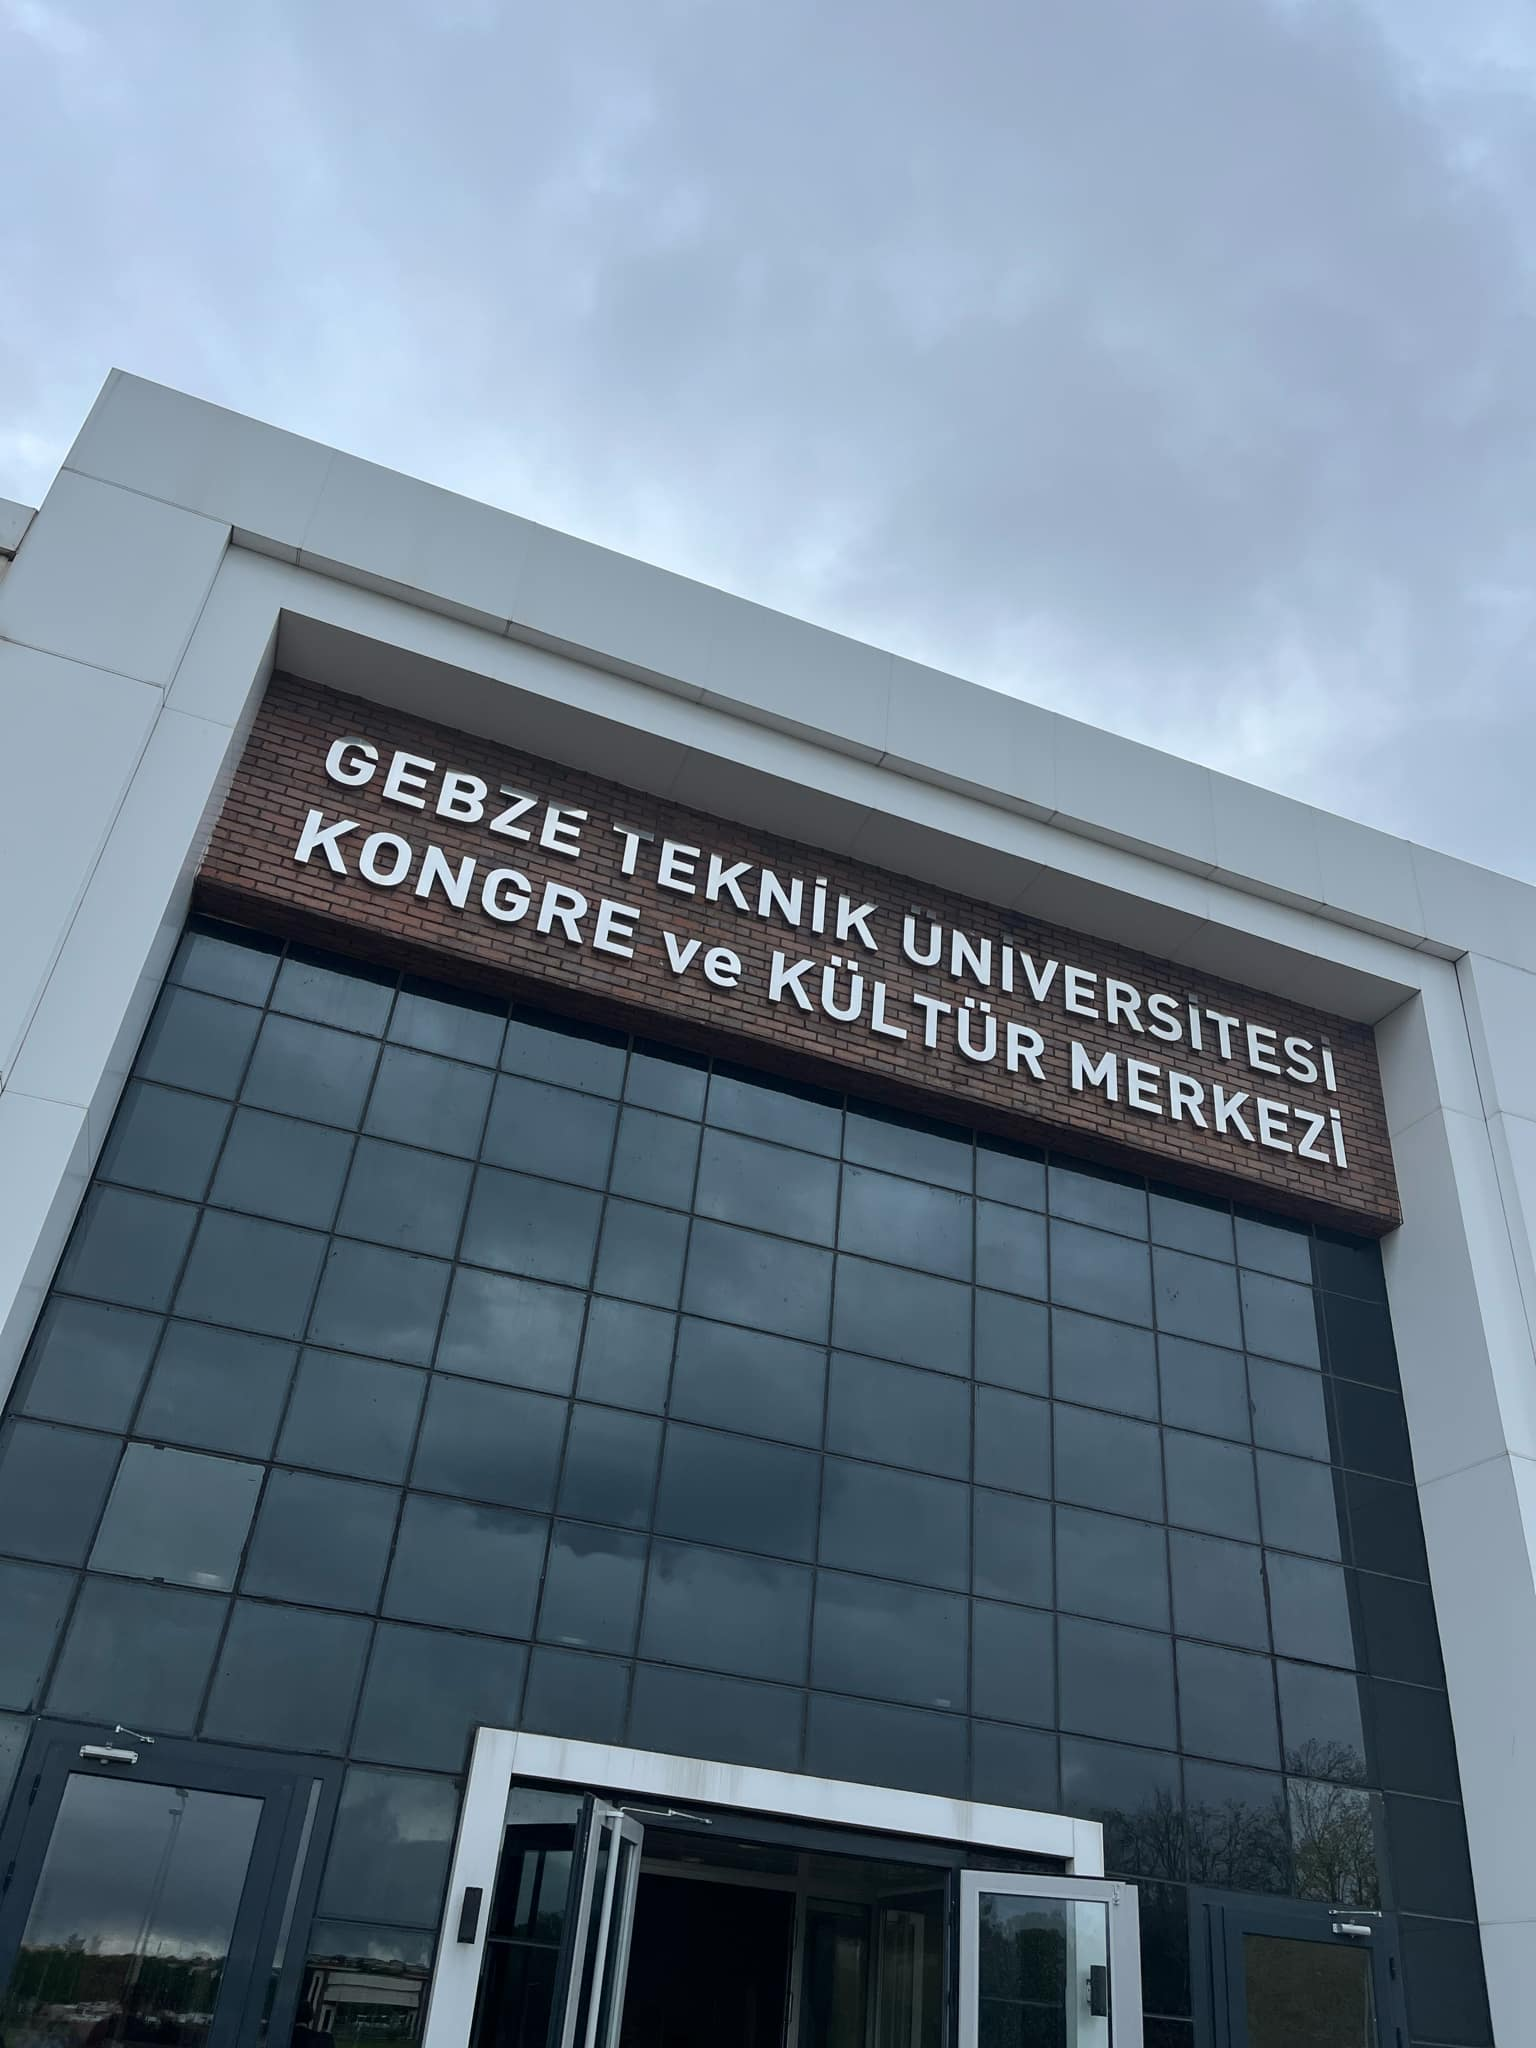 GEBZE TEKNİK ÜNİVERSİTESİ
KONGRE ve KÜLTÜR MERKEZİ